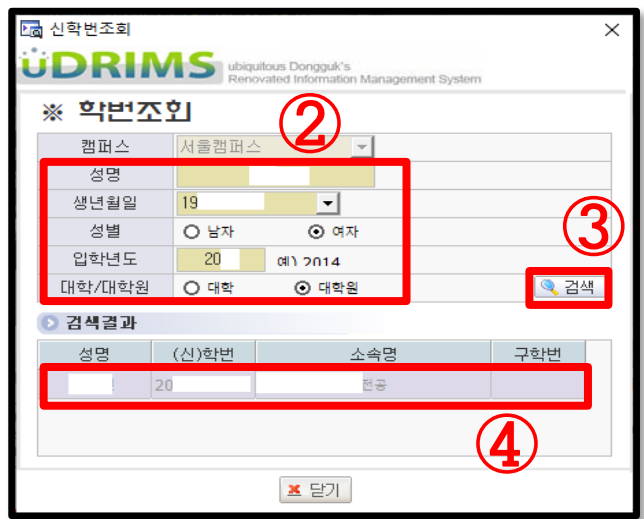 신학번조회
üDRIMS ubiquitous Dongguk's
Renovated Information Management System
※ 학번조회
②
캠퍼스 서울캠퍼스
성명
생년월일 19
성별 남자 여자
③
입학년도 20 예) 2014
대학/대학원 대학 대학원 검색
검색결과
성명 (신)학번 소속명 구학번
20 전공
④
닫기